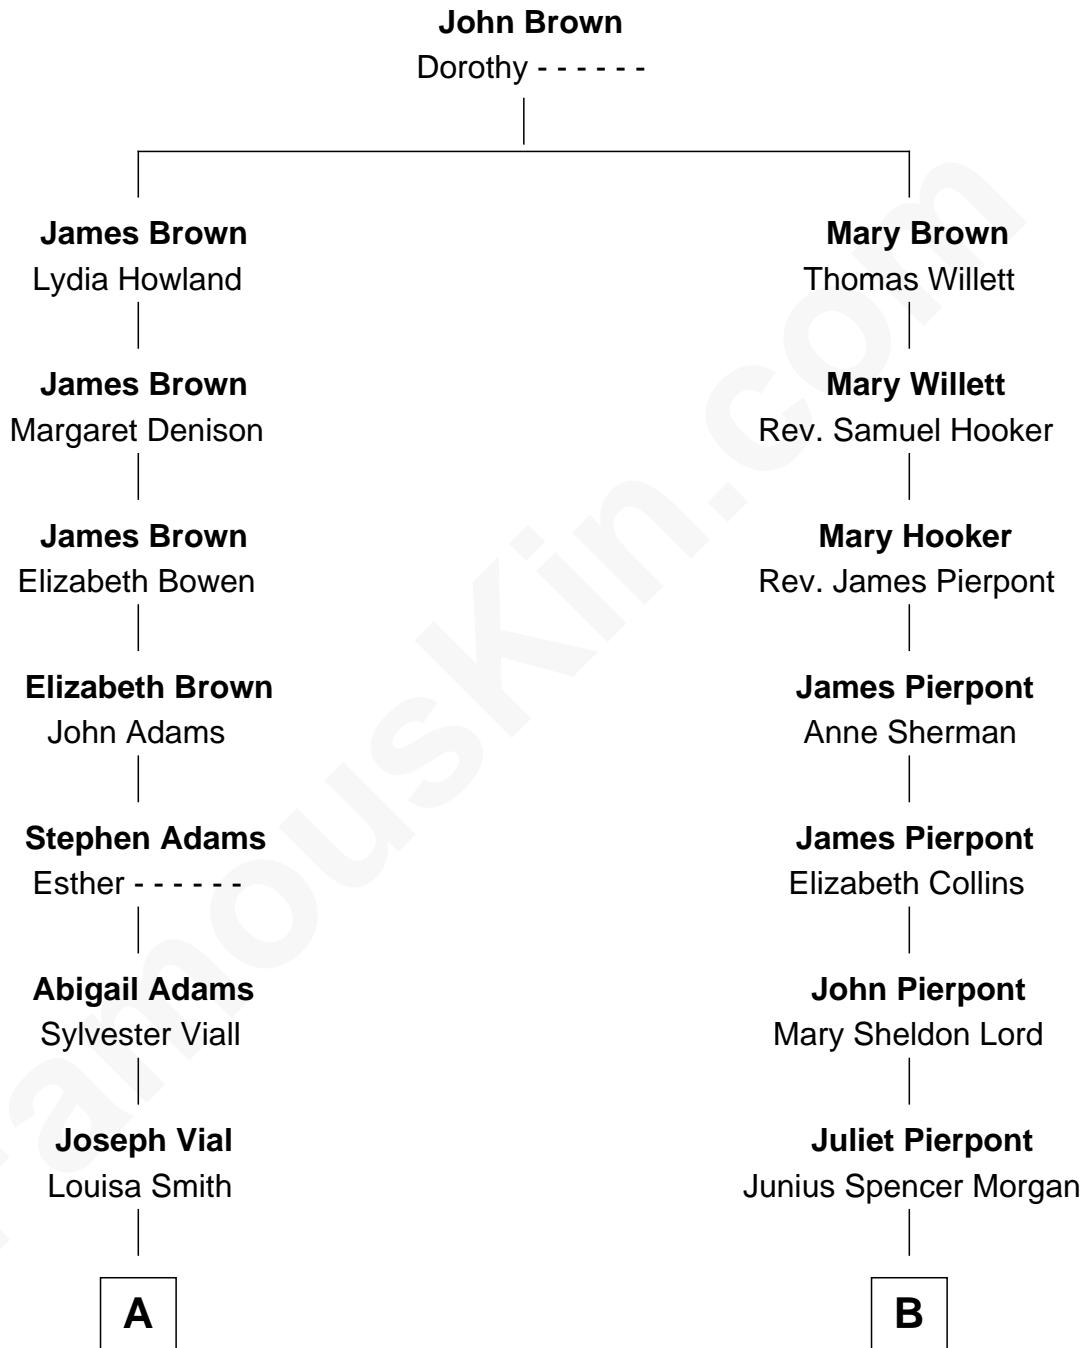 John Brown
Dorothy - - - - - -
James Brown
Lydia Howland
Mary Brown
Thomas Willett
James Brown
Margaret Denison
Mary Willett
Rev. Samuel Hooker
James Brown
Elizabeth Bowen
Mary Hooker
Rev. James Pierpont
Elizabeth Brown
John Adams
James Pierpont
Anne Sherman
Stephen Adams
Esther - - - - - -
James Pierpont
Elizabeth Collins
Abigail Adams
Sylvester Viall
John Pierpont
Mary Sheldon Lord
Joseph Vial
Louisa Smith
Juliet Pierpont
Junius Spencer Morgan
A
B
FamousKin.com